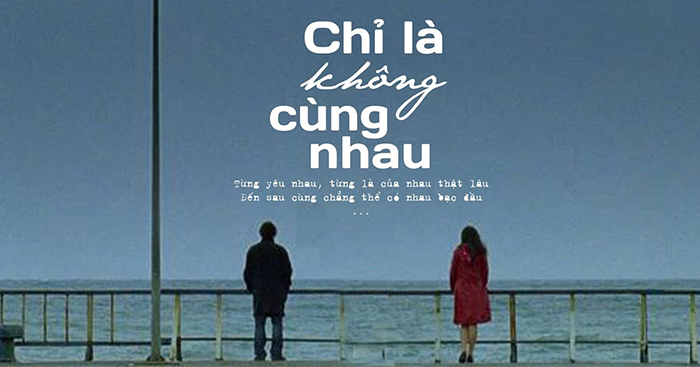 Chỉ là
không
cùng
nhau
Từng yêu nhau, từng là của nhau thật lâu
Đến sau cùng chẳng thể có nhau bạc đầu
...